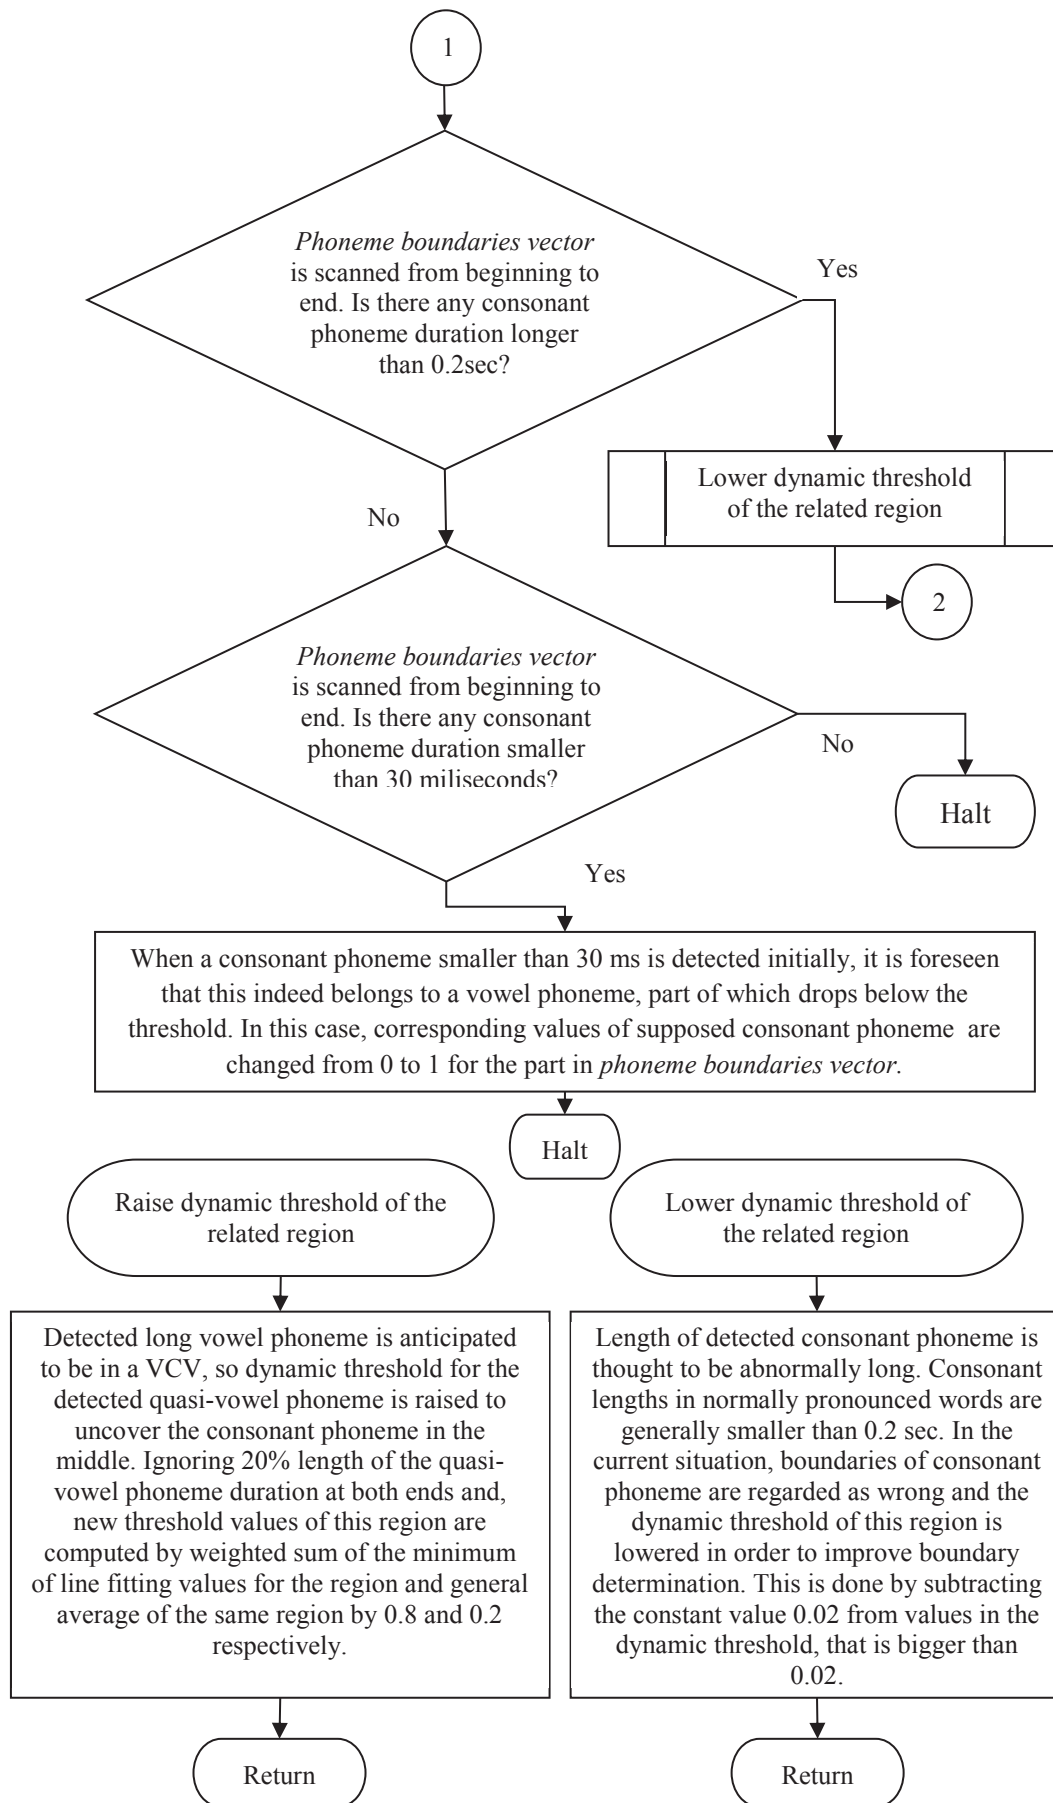 1
Phoneme boundaries vector
is scanned from beginning to
end. Is there any consonant
phoneme duration longer
than 0.2sec?
Yes
Lower dynamic threshold
of the related region
No
2
Phoneme boundaries vector
is scanned from beginning to
end. Is there any consonant
phoneme duration smaller
than 30 miliseconds?
No
Halt
Yes
When a consonant phoneme smaller than 30 ms is detected initially, it is foreseen
that this indeed belongs to a vowel phoneme, part of which drops below the
threshold. In this case, corresponding values of supposed consonant phoneme are
changed from 0 to 1 for the part in phoneme boundaries vector.
Halt
Raise dynamic threshold of the
related region
Detected long vowel phoneme is anticipated
to be in a VCV, so dynamic threshold for the
detected quasi-vowel phoneme is raised to
uncover the consonant phoneme in the
middle. Ignoring 20% length of the quasi-
vowel phoneme duration at both ends and,
new threshold values of this region are
computed by weighted sum of the minimum
of line fitting values for the region and general
average of the same region by 0.8 and 0.2
respectively.
Return
Lower dynamic threshold of
the related region
Length of detected consonant phoneme is
thought to be abnormally long. Consonant
lengths in normally pronounced words are
generally smaller than 0.2 sec. In the
current situation, boundaries of consonant
phoneme are regarded as wrong and the
dynamic threshold of this region is
lowered in order to improve boundary
determination. This is done by subtracting
the constant value 0.02 from values in the
dynamic threshold, that is bigger than
0.02.
Return